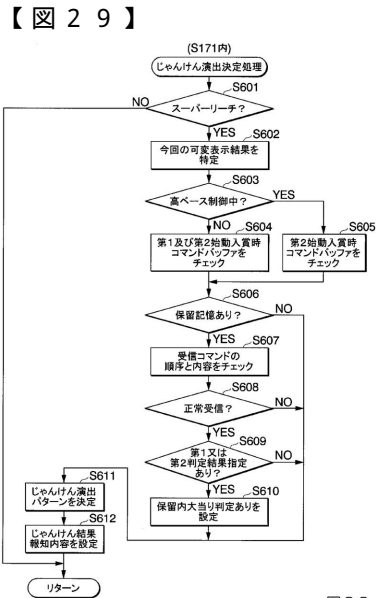 【図29】
(S171内)
じゃんけん演出決定処理
S601
スーパーリーチ?
NO
YES
S602
今回の可変表示結果を
特定
S603
高ベース制御中?
YES
NO
S604
第1及び第2始動入賞時
コマンドバッファを
チェック
S605
第2始動入賞時
コマンドバッファを
チェック
S606
保留記憶あり?
NO
YES
S607
受信コマンドの
順序と内容をチェック
S608
正常受信?
NO
YES
S609
第1又は
第2判定結果指定
あり?
NO
YES
S610
保留内大当り判定ありを
設定
S611
じゃんけん演出
パターンを決定
S612
じゃんけん結果
報知内容を設定
リターン